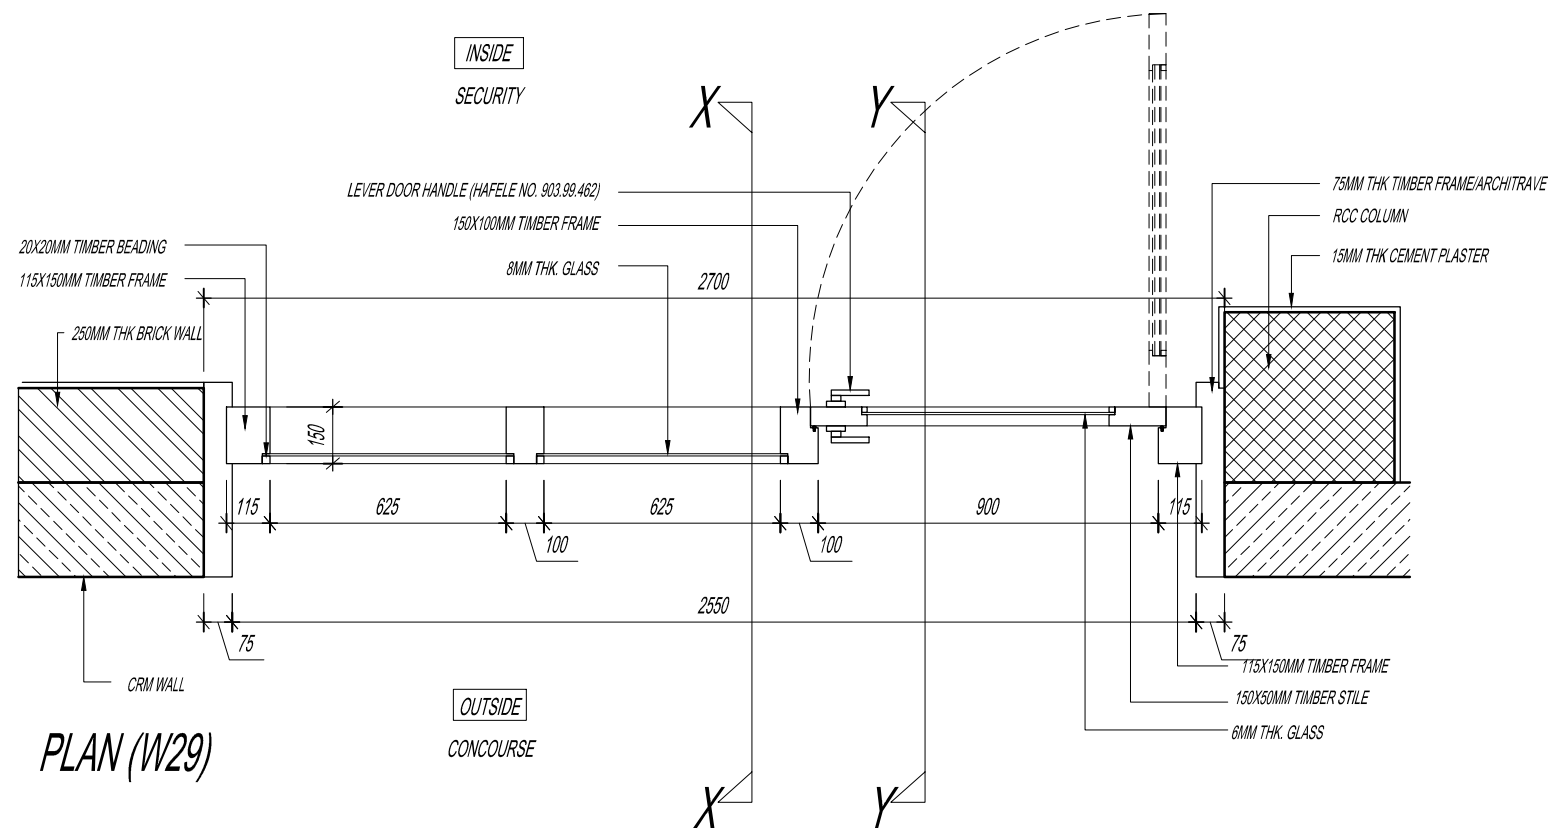 INSIDE
SECURITY
X
Y
LEVER DOOR HANDLE (HAFELE NO. 903.99.462)
75MM THK TIMBER FRAME/ARCHITRAVE
150X100MM TIMBER FRAME
RCC COLUMN
20X20MM TIMBER BEADING
8MM THK. GLASS
15MM THK CEMENT PLASTER
115X150MM TIMBER FRAME
2700
250MM THK BRICK WALL
150
115
625
625
900
115
100
100
2550
75
75
CRM WALL
115X150MM TIMBER FRAME
150X50MM TIMBER STILE
6MM THK. GLASS
OUTSIDE
CONCOURSE
PLAN (W29)
X
Y